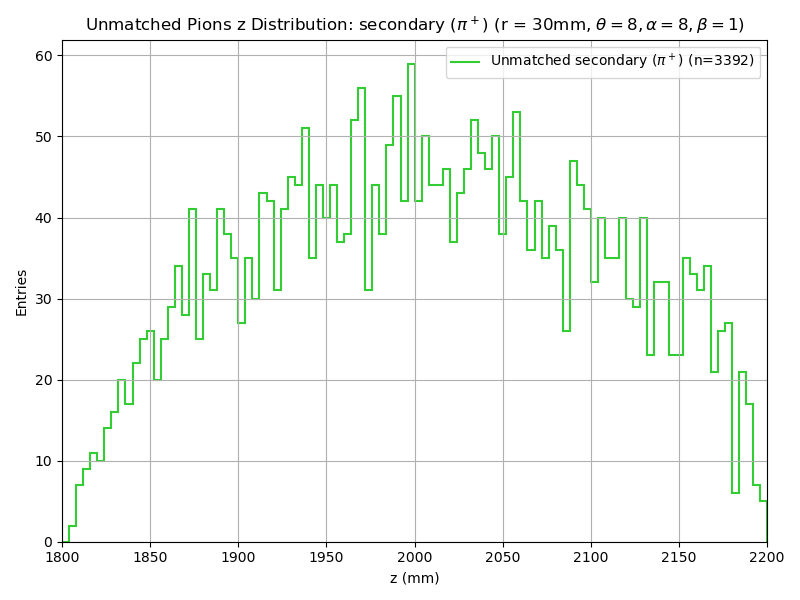 Unmatched Pions z Distribution: secondary (π⁺) (r = 30mm, θ = 8, α = 8, β = 1)
Unmatched secondary (π⁺) (n=3392)
60
50
40
30
20
10
0
Entries
1800 1850 1900 1950 2000 2050 2100 2150 2200
z (mm)